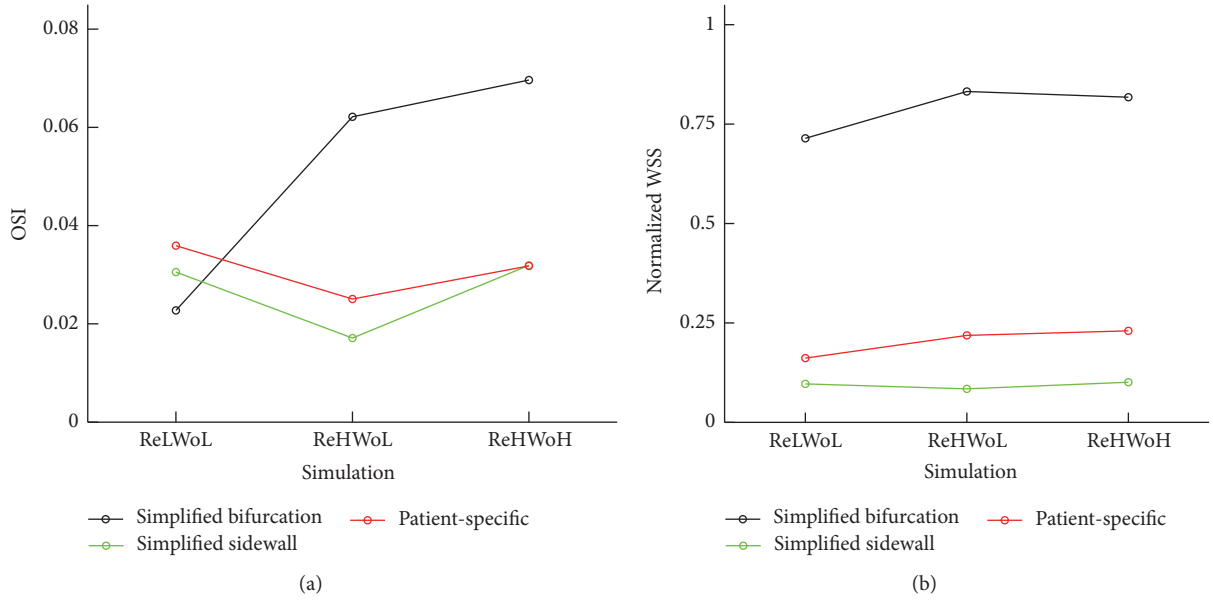 0.08
0.06
0.04
0.02
0
OSI
ReLWoL
ReHWoL
ReHWoH
Simulation
Simplified bifurcation
Patient-specific
Simplified sidewall
(a)
1
0.75
0.5
0.25
0
Normalized WSS
ReLWoL
ReHWoL
ReHWoH
Simulation
Simplified bifurcation
Patient-specific
Simplified sidewall
(b)